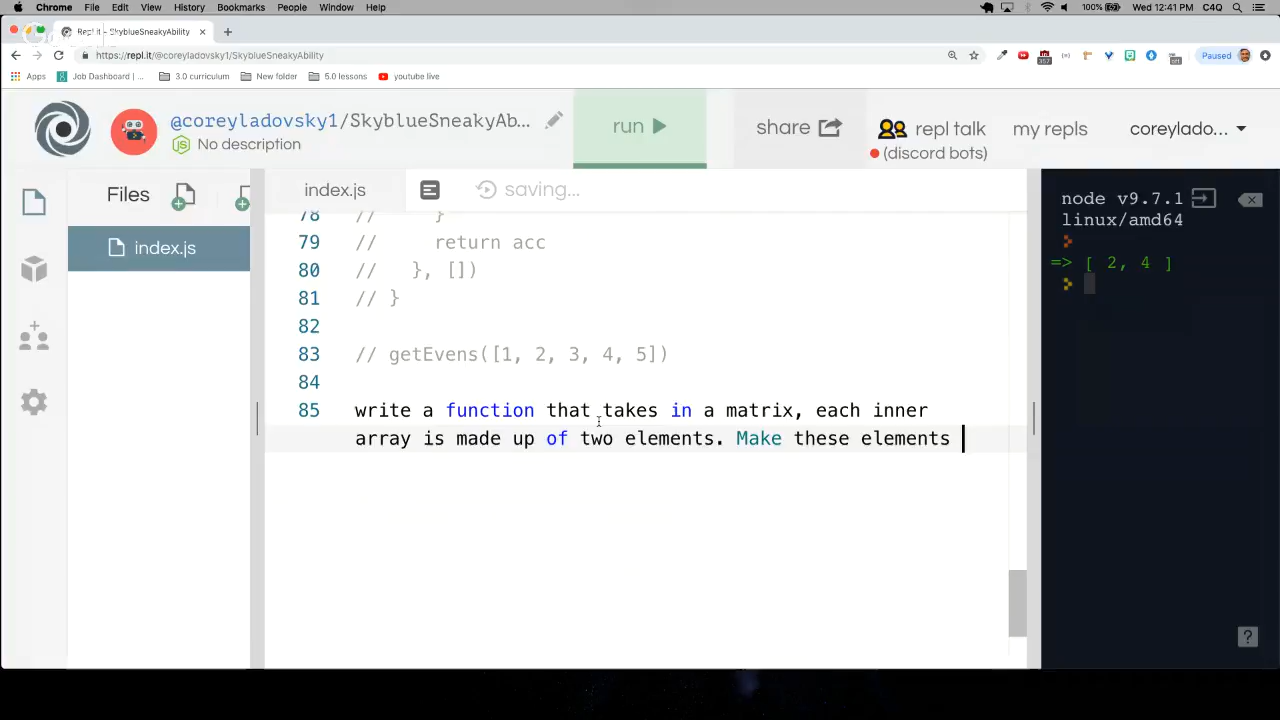 Chrome File Edit View History Bookmarks People Window Help 100% Wed 12:41 PM C4Q
Repl.it - SkyblueSneakyAbility
https://repl.it/@coreyladovsky1/SkyblueSneakyAbility Paused
Apps Job Dashboard | ... 3.0 curriculum New folder 5.0 lessons youtube live
@coreyladovsky1/SkyblueSneakyAb...
No description
run
share
repl talk
(discord bots)
my repls
coreylado...
Files
index.js
index.js
saving...
78 // }
79 // return acc
80 // }, [])
81 // }
82
83 // getEvens([1, 2, 3, 4, 5])
84
85 write a function that takes in a matrix, each inner
array is made up of two elements. Make these elements
node v9.7.1
linux/amd64
=> [ 2, 4 ]
?